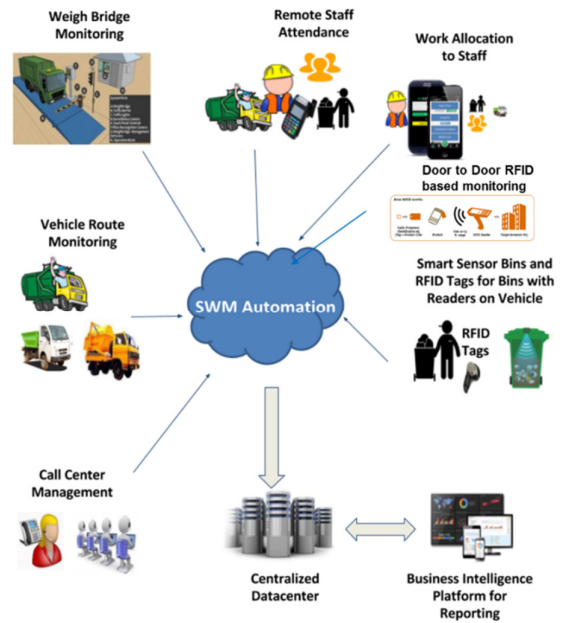 Weigh Bridge
Monitoring
Remote Staff
Attendance
Work Allocation
to Staff
Door to Door RFID
based monitoring
Vehicle Route
Monitoring
SWM Automation
Smart Sensor Bins and
RFID Tags for Bins with
Readers on Vehicle
RFID
Tags
Call Center
Management
Centralized
Datacenter
Business Intelligence
Platform for
Reporting